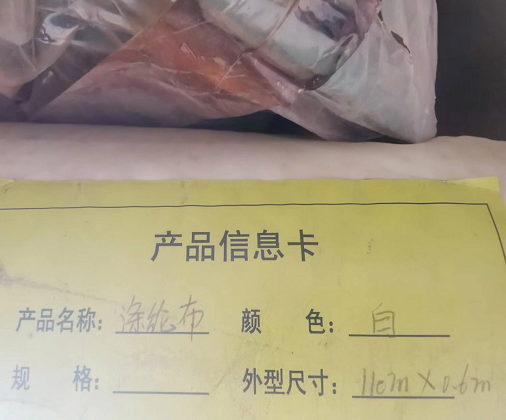 产品信息卡
产品名称: 涤纶布 颜 色: 白
规 格: 外型尺寸: 110m×0.6m